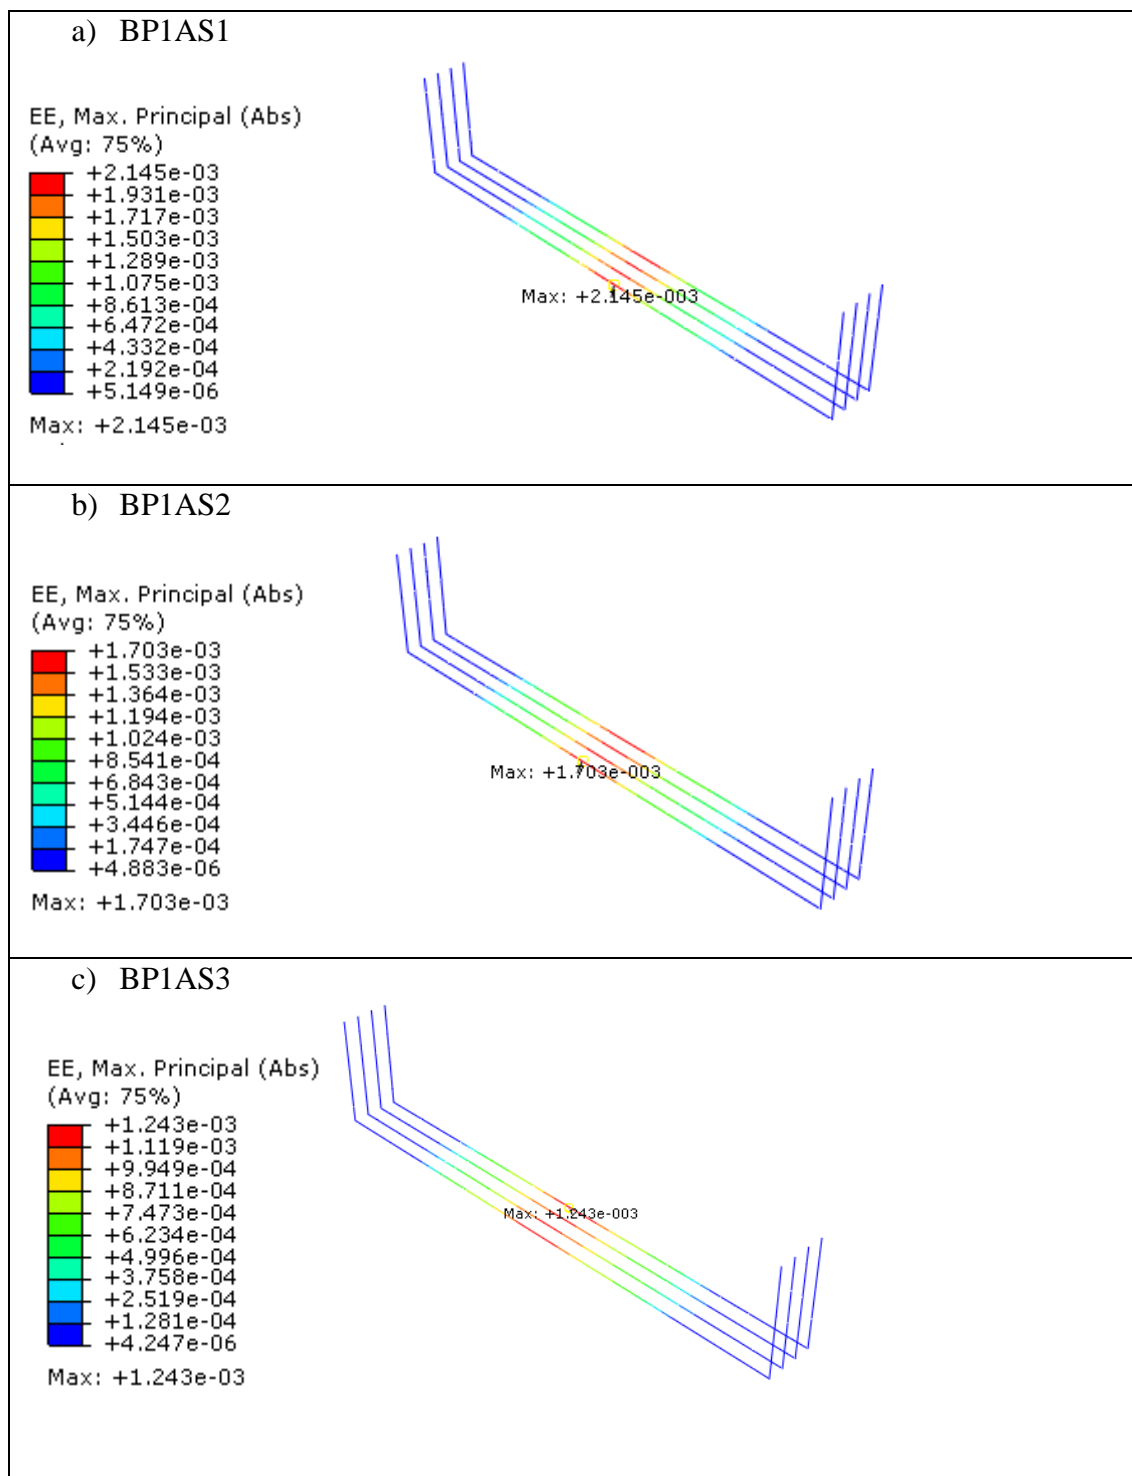 a) BP1AS1
EE, Max. Principal (Abs)
(Avg: 75%)
+2.145e-03
+1.931e-03
+1.717e-03
+1.503e-03
+1.289e-03
+1.075e-03
+8.613e-04
+6.472e-04
+4.332e-04
+2.192e-04
+5.149e-06
Max: +2.145e-03
Max: +2.145e-003
b) BP1AS2
EE, Max. Principal (Abs)
(Avg: 75%)
+1.703e-03
+1.533e-03
+1.364e-03
+1.194e-03
+1.024e-03
+8.541e-04
+6.843e-04
+5.144e-04
+3.446e-04
+1.747e-04
+4.883e-06
Max: +1.703e-03
Max: +1.703e-003
c) BP1AS3
EE, Max. Principal (Abs)
(Avg: 75%)
+1.243e-03
+1.119e-03
+9.949e-04
+8.711e-04
+7.473e-04
+6.234e-04
+4.996e-04
+3.758e-04
+2.519e-04
+1.281e-04
+4.247e-06
Max: +1.243e-03
Max: +1.243e-003